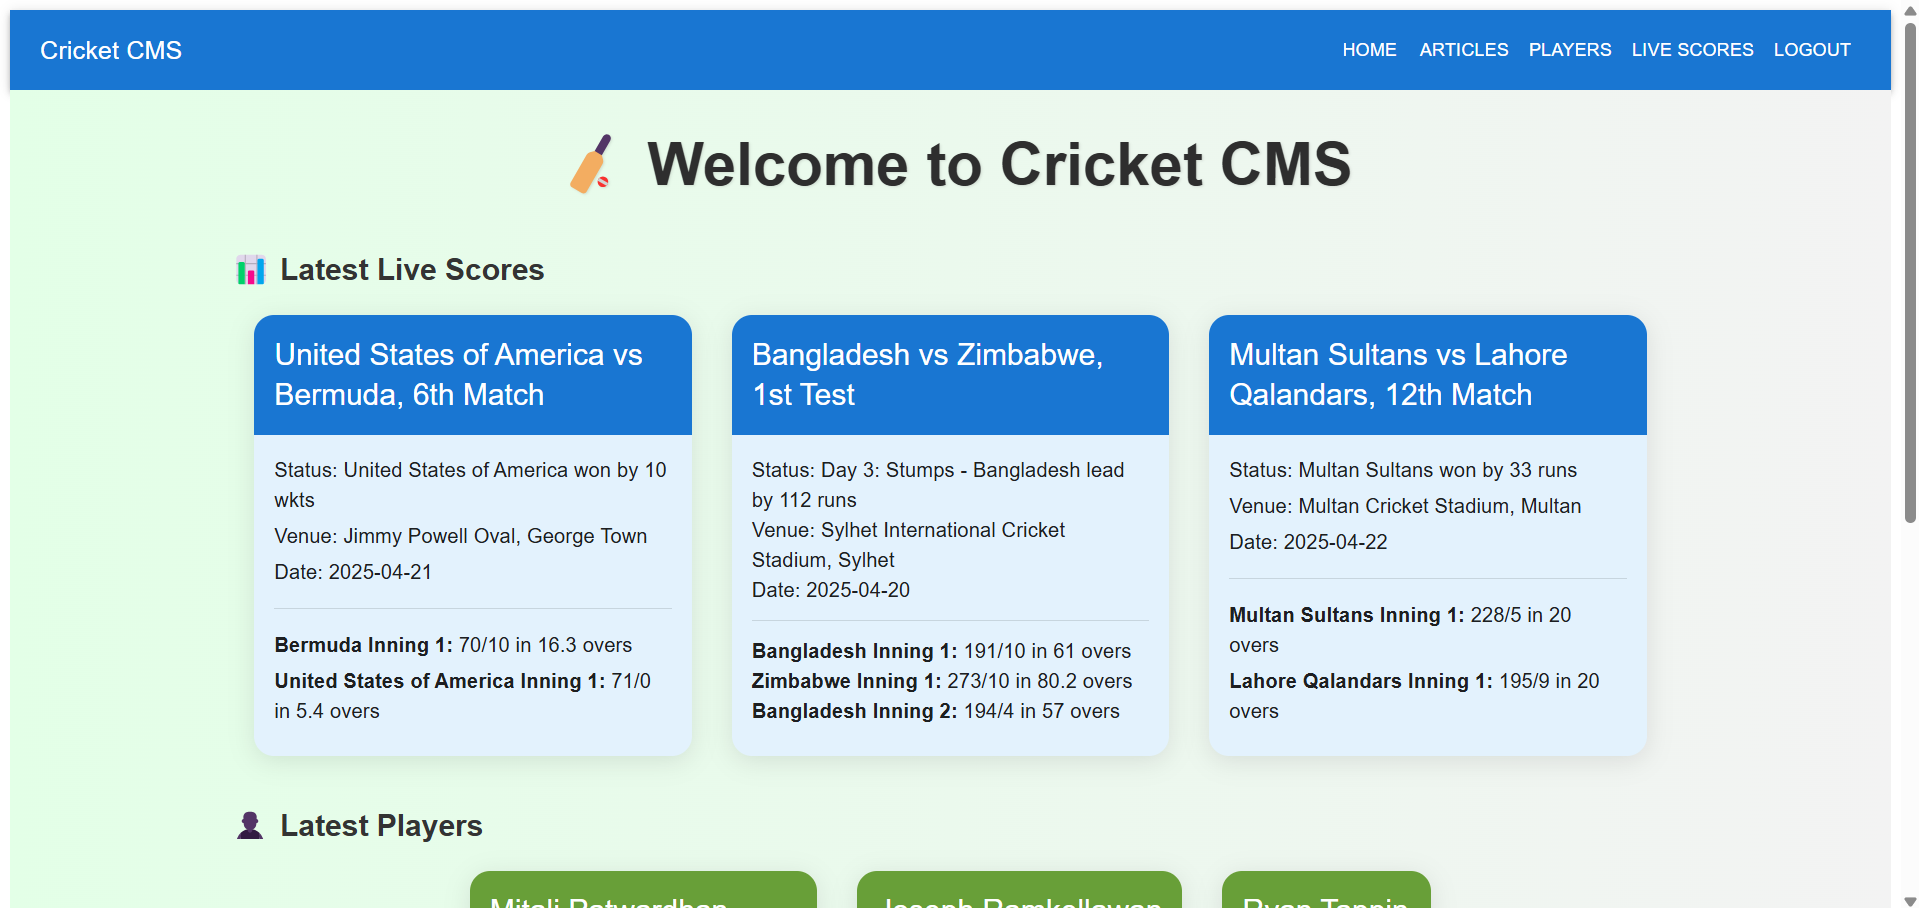 Cricket CMS
HOME ARTICLES PLAYERS LIVE SCORES LOGOUT
Welcome to Cricket CMS
Latest Live Scores
United States of America vs
Bermuda, 6th Match
Status: United States of America won by 10
wkts
Venue: Jimmy Powell Oval, George Town
Date: 2025-04-21
Bermuda Inning 1: 70/10 in 16.3 overs
United States of America Inning 1: 71/0
in 5.4 overs
Bangladesh vs Zimbabwe,
1st Test
Status: Day 3: Stumps - Bangladesh lead
by 112 runs
Venue: Sylhet International Cricket
Stadium, Sylhet
Date: 2025-04-20
Bangladesh Inning 1: 191/10 in 61 overs
Zimbabwe Inning 1: 273/10 in 80.2 overs
Bangladesh Inning 2: 194/4 in 57 overs
Multan Sultans vs Lahore
Qalandars, 12th Match
Status: Multan Sultans won by 33 runs
Venue: Multan Cricket Stadium, Multan
Date: 2025-04-22
Multan Sultans Inning 1: 228/5 in 20
overs
Lahore Qalandars Inning 1: 195/9 in 20
overs
Latest Players
Mitali Patwardhan
Joseph Ramkellawan
Ryan